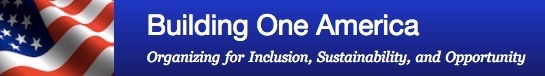 Building One America
Organizing for Inclusion, Sustainability, and Opportunity